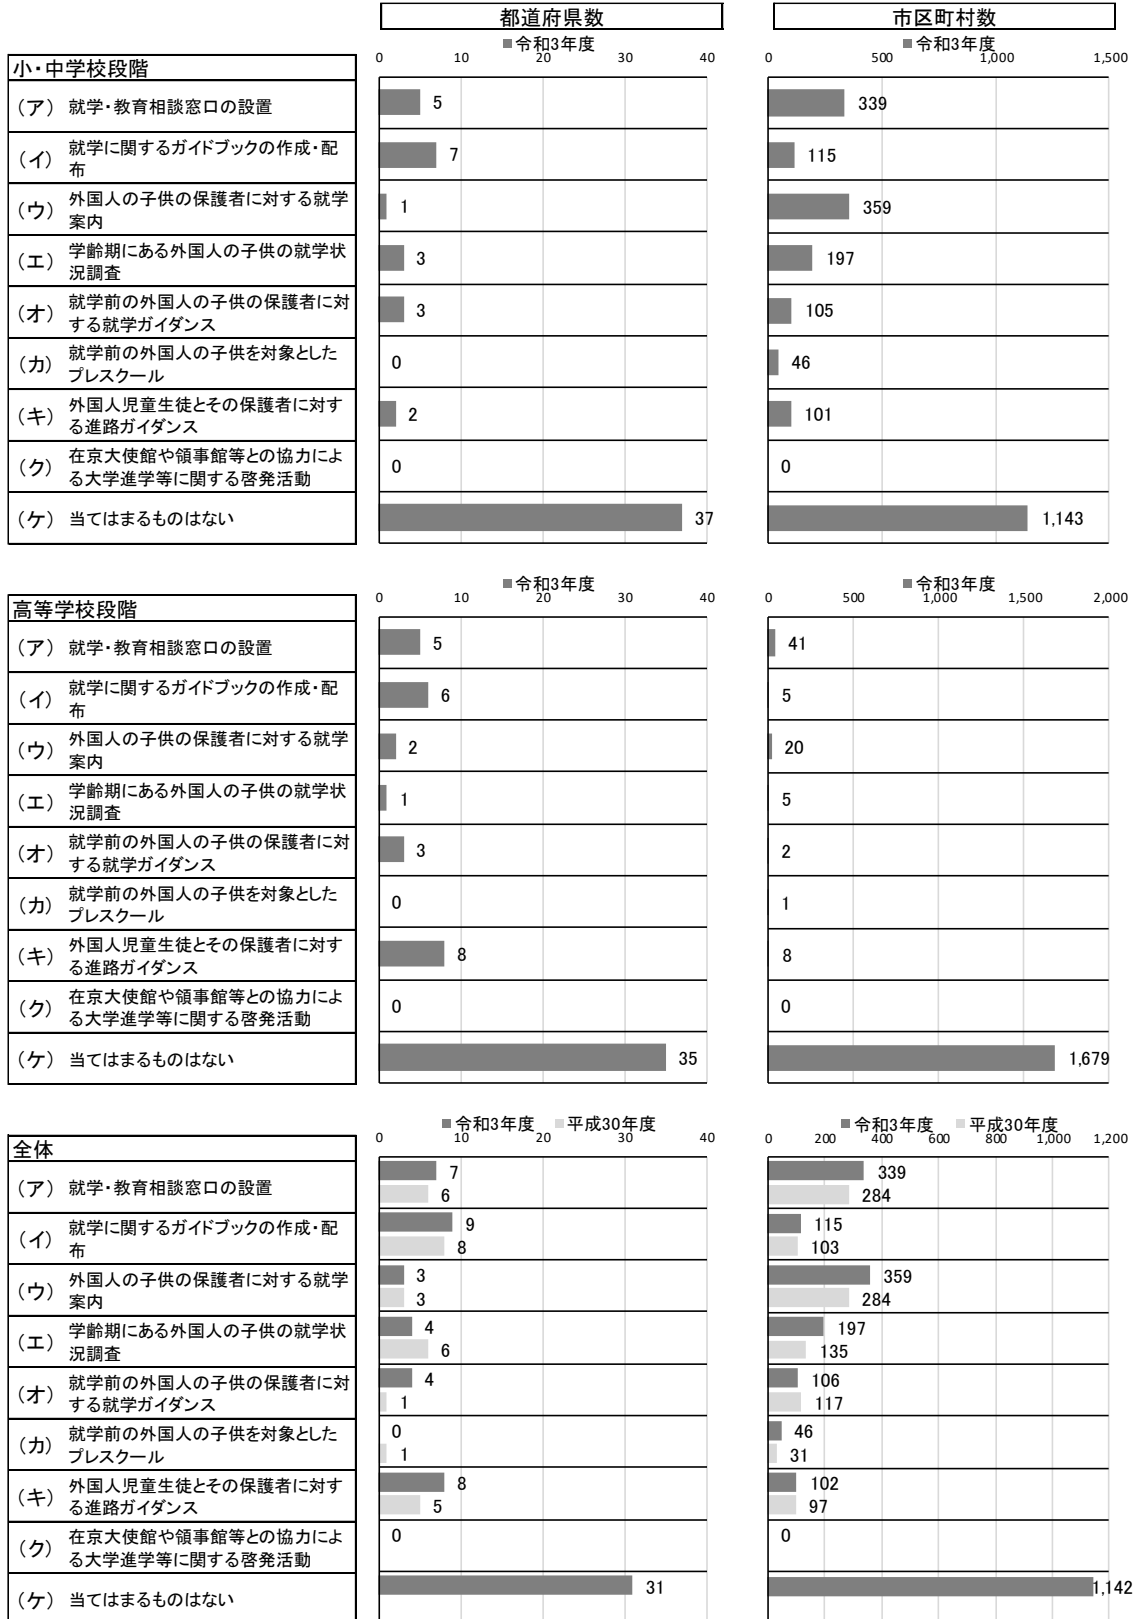 都道府県数
市区町村数
■令和3年度
■令和3年度
小・中学校段階
0 10 20 30 40
0 500 1,000 1,500
(ア) 就学・教育相談窓口の設置
5
339
(イ) 就学に関するガイドブックの作成・配
布
7
115
(ウ) 外国人の子供の保護者に対する就学
案内
1
359
(エ) 学齢期にある外国人の子供の就学状
況調査
3
197
(オ) 就学前の外国人の子供の保護者に対
する就学ガイダンス
3
105
(カ) 就学前の外国人の子供を対象とした
プレスクール
0
46
(キ) 外国人児童生徒とその保護者に対す
る進路ガイダンス
2
101
(ク) 在京大使館や領事館等との協力によ
る大学進学等に関する啓発活動
0
0
(ケ) 当てはまるものはない
37
1,143
■令和3年度
■令和3年度
高等学校段階
0 10 20 30 40
0 500 1,000 1,500 2,000
(ア) 就学・教育相談窓口の設置
5
41
(イ) 就学に関するガイドブックの作成・配
布
6
5
(ウ) 外国人の子供の保護者に対する就学
案内
2
20
(エ) 学齢期にある外国人の子供の就学状
況調査
1
5
(オ) 就学前の外国人の子供の保護者に対
する就学ガイダンス
3
2
(カ) 就学前の外国人の子供を対象とした
プレスクール
0
1
(キ) 外国人児童生徒とその保護者に対す
る進路ガイダンス
8
8
(ク) 在京大使館や領事館等との協力によ
る大学進学等に関する啓発活動
0
0
(ケ) 当てはまるものはない
35
1,679
■令和3年度 ■平成30年度
■令和3年度 ■平成30年度
全体
0 10 20 30 40
0 200 400 600 800 1,000 1,200
(ア) 就学・教育相談窓口の設置
7
6
339
284
(イ) 就学に関するガイドブックの作成・配
布
9
8
115
103
(ウ) 外国人の子供の保護者に対する就学
案内
3
3
359
284
(エ) 学齢期にある外国人の子供の就学状
況調査
4
6
197
135
(オ) 就学前の外国人の子供の保護者に対
する就学ガイダンス
4
1
106
117
(カ) 就学前の外国人の子供を対象とした
プレスクール
0
1
46
31
(キ) 外国人児童生徒とその保護者に対す
る進路ガイダンス
8
5
102
97
(ク) 在京大使館や領事館等との協力によ
る大学進学等に関する啓発活動
0
0
(ケ) 当てはまるものはない
31
1,142